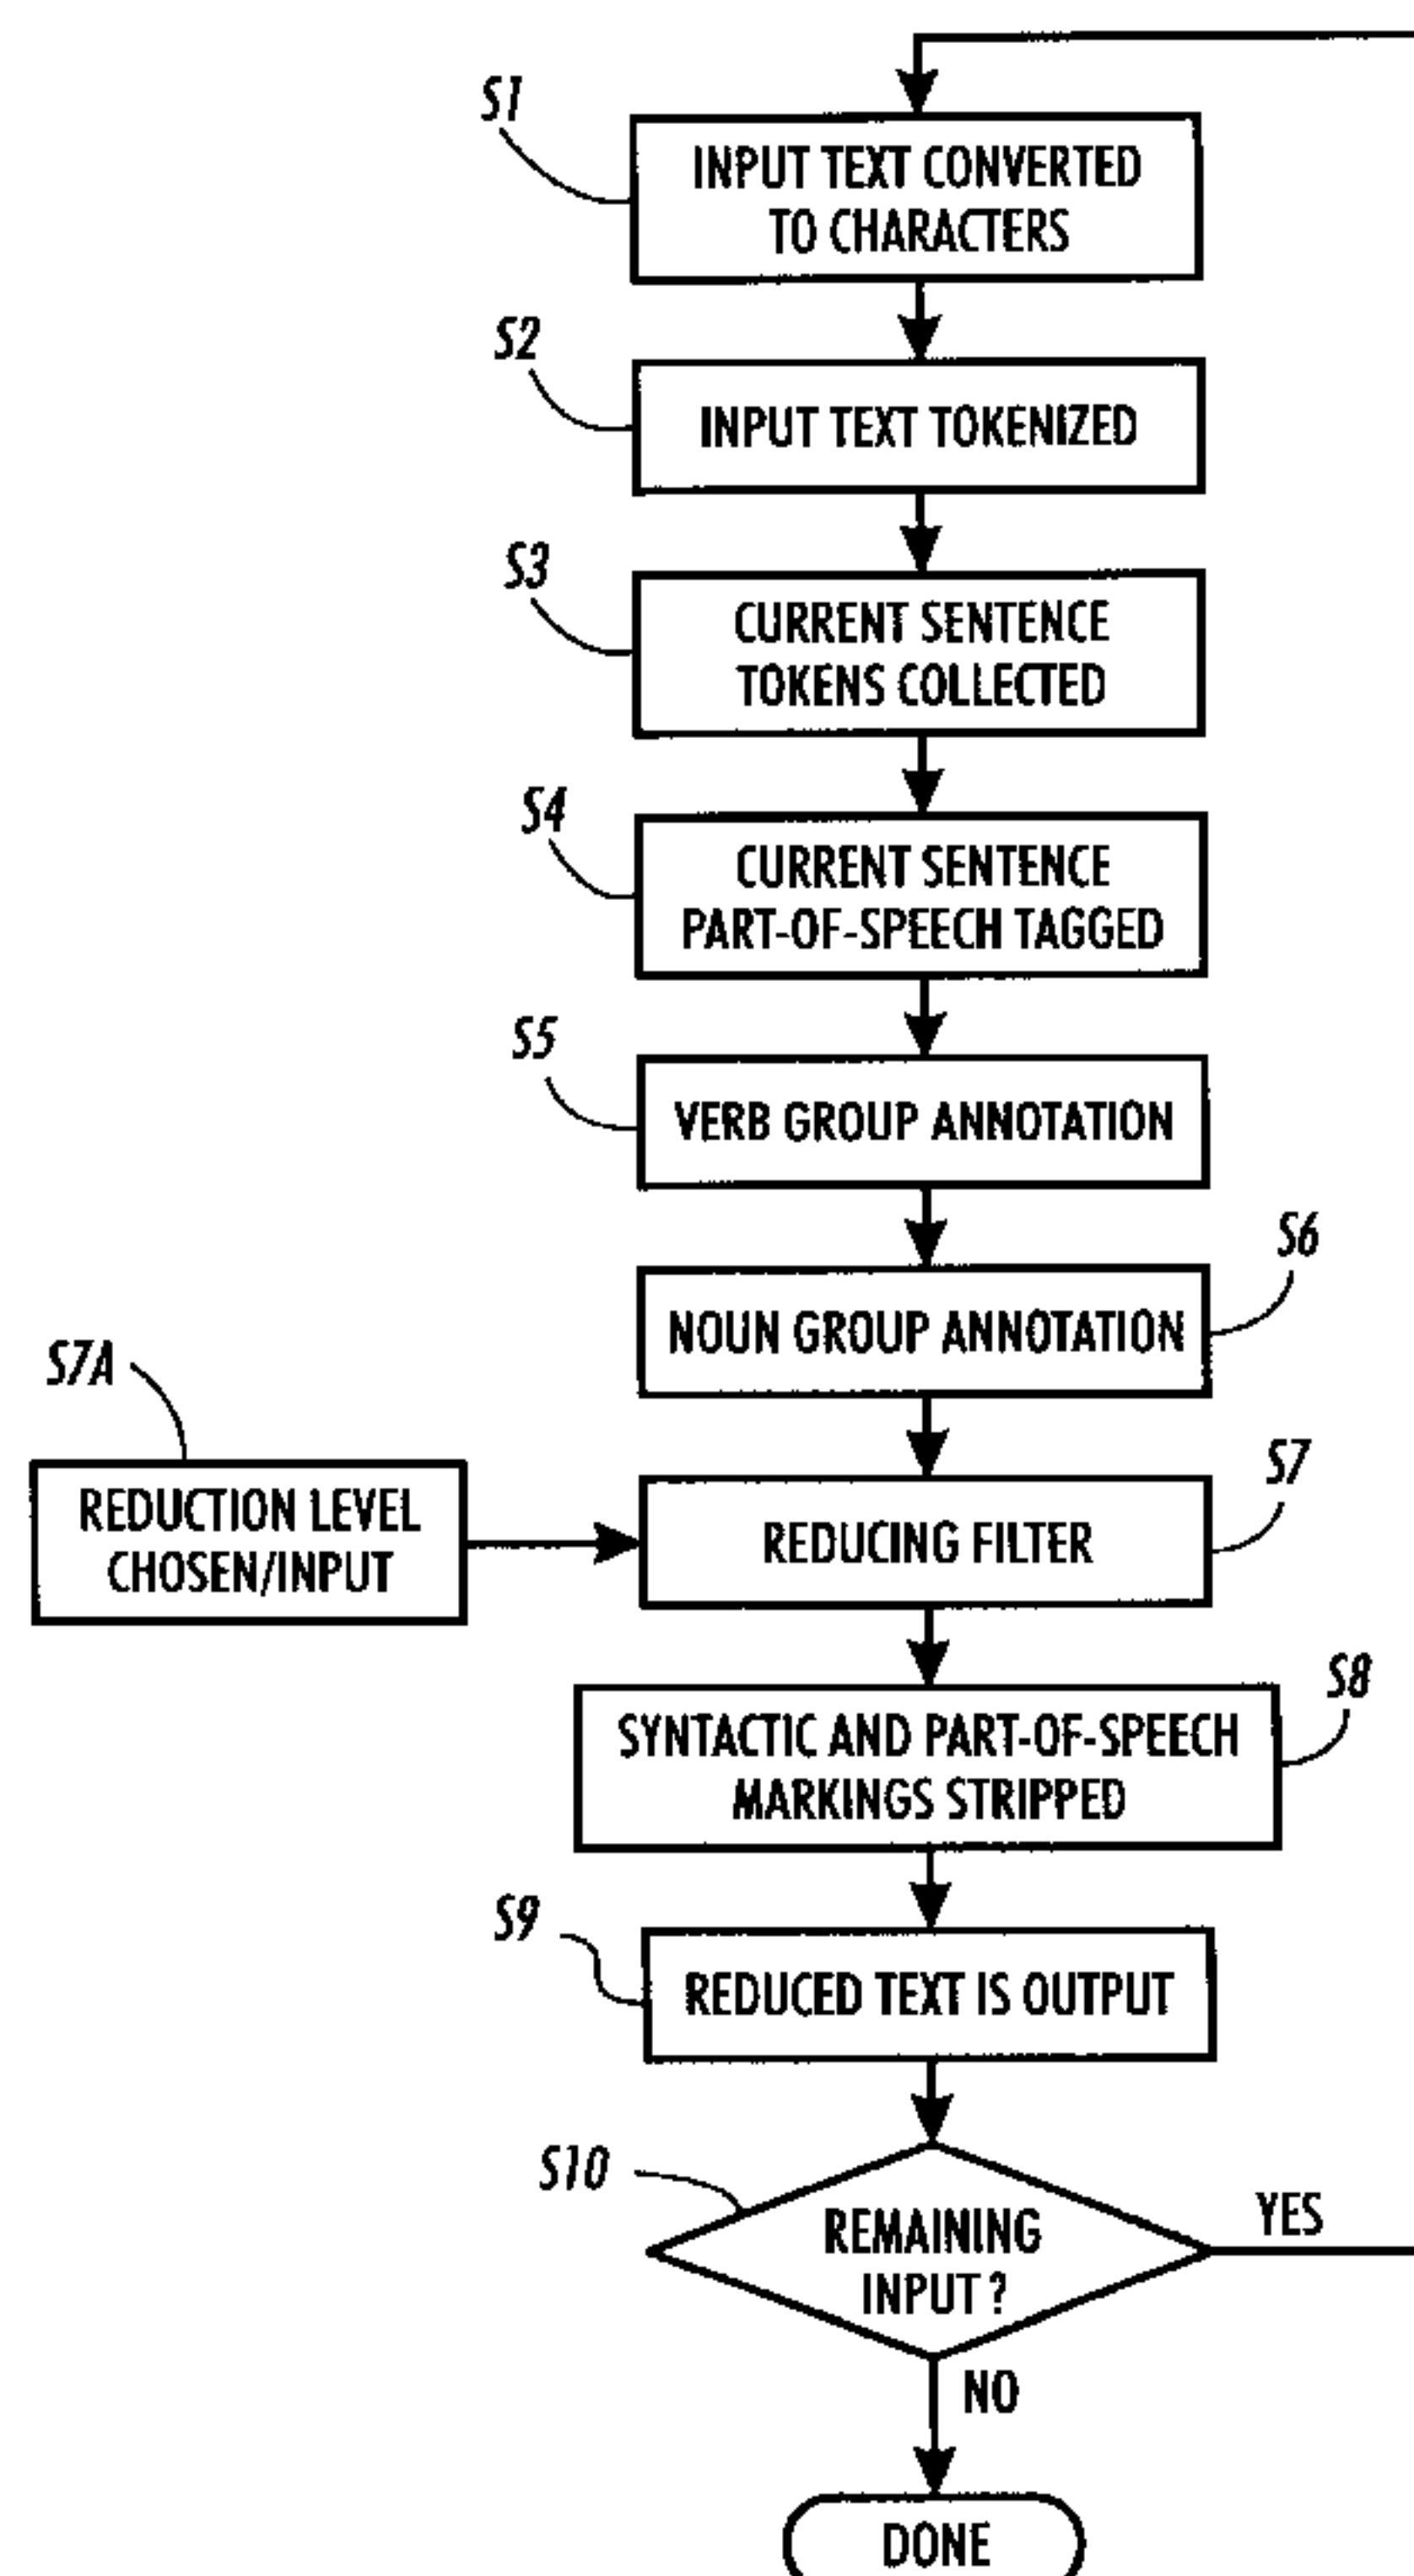 S1
INPUT TEXT CONVERTED
TO CHARACTERS
S2
INPUT TEXT TOKENIZED
S3
CURRENT SENTENCE
TOKENS COLLECTED
S4
CURRENT SENTENCE
PART-OF-SPEECH TAGGED
S5
VERB GROUP ANNOTATION
S6
NOUN GROUP ANNOTATION
S7A
REDUCTION LEVEL
CHOSEN/INPUT
S7
REDUCING FILTER
S8
SYNTACTIC AND PART-OF-SPEECH
MARKINGS STRIPPED
S9
REDUCED TEXT IS OUTPUT
S10
REMAINING
INPUT?
YES
NO
DONE